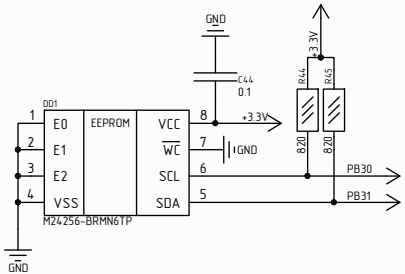 GND
+3.3V
C44
0.1
R44
R45
DD1
1 E0 EEPROM VCC 8 +3.3V
820
820
2 E1 WC 7 GND
3 E2 SCL 6 PB30
4 VSS SDA 5 PB31
M24256-BRMN6TP
GND